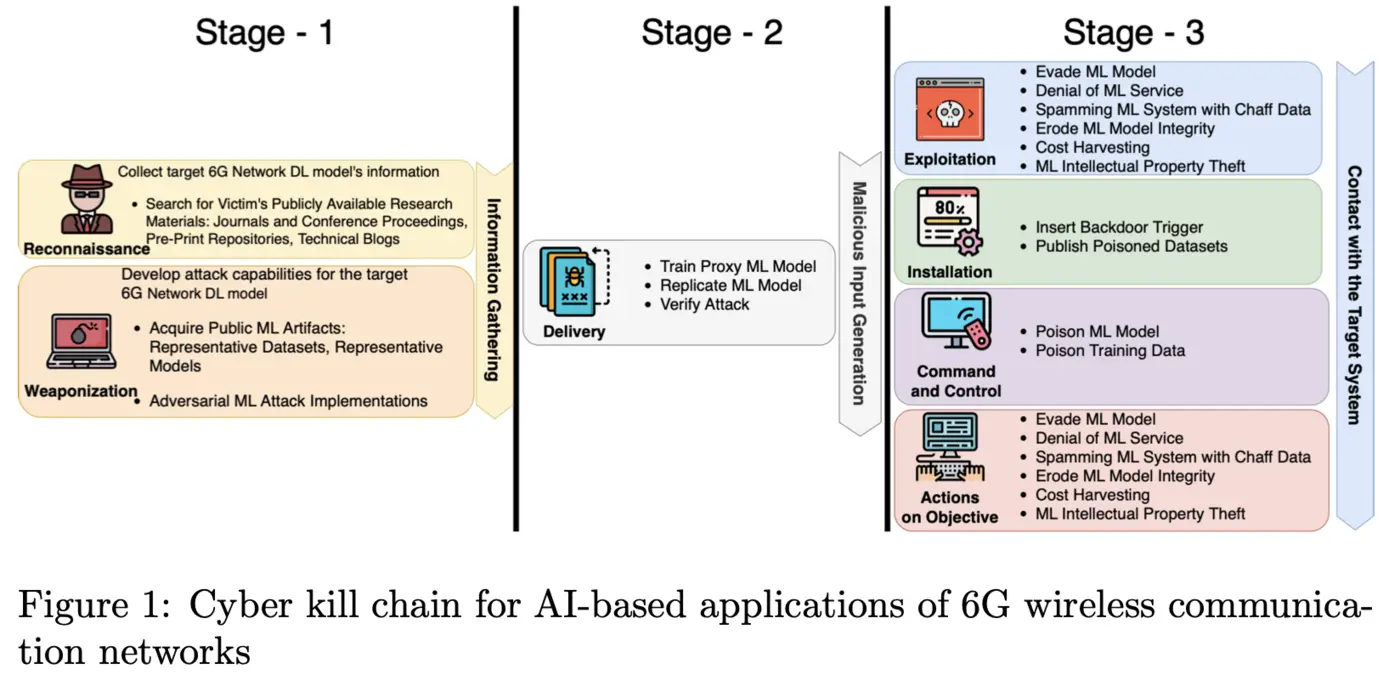 Stage - 1
Collect target 6G Network DL model's information
• Search for Victim's Publicly Available Research
Materials: Journals and Conference Proceedings,
Pre-Print Repositories, Technical Blogs
Reconnaissance
Develop attack capabilities for the target
6G Network DL model
• Acquire Public ML Artifacts:
Representative Datasets, Representative
Models
Weaponization
• Adversarial ML Attack Implementations
Information Gathering
Stage - 2
• Train Proxy ML Model
• Replicate ML Model
• Verify Attack
Delivery
Malicious Input Generation
Stage - 3
• Evade ML Model
• Denial of ML Service
• Spamming ML System with Chaff Data
• Erode ML Model Integrity
• Cost Harvesting
• ML Intellectual Property Theft
Exploitation
80%
• Insert Backdoor Trigger
• Publish Poisoned Datasets
Installation
• Poison ML Model
• Poison Training Data
Command
and Control
• Evade ML Model
• Denial of ML Service
• Spamming ML System with Chaff Data
• Erode ML Model Integrity
• Cost Harvesting
• ML Intellectual Property Theft
Actions
on Objective
Contact with the Target System
Figure 1: Cyber kill chain for AI-based applications of 6G wireless communica-
tion networks